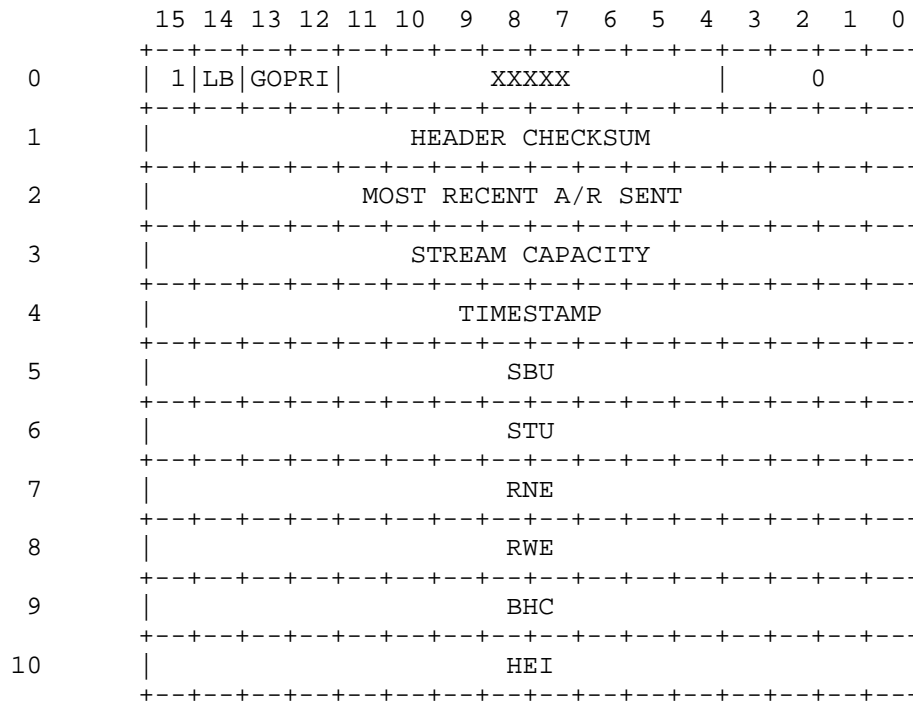 15 14 13 12 11 10 9 8 7 6 5 4 3 2 1 0
+--+--+--+--+--+--+--+--+--+--+--+--+--+--+--+---
0 | 1|LB|GOPRI| XXXXX | 0
+--+--+--+--+--+--+--+--+--+--+--+--+--+--+--+---
1 | HEADER CHECKSUM
+--+--+--+--+--+--+--+--+--+--+--+--+--+--+--+---
2 | MOST RECENT A/R SENT
+--+--+--+--+--+--+--+--+--+--+--+--+--+--+--+---
3 | STREAM CAPACITY
+--+--+--+--+--+--+--+--+--+--+--+--+--+--+--+---
4 | TIMESTAMP
+--+--+--+--+--+--+--+--+--+--+--+--+--+--+--+---
5 | SBU
+--+--+--+--+--+--+--+--+--+--+--+--+--+--+--+---
6 | STU
+--+--+--+--+--+--+--+--+--+--+--+--+--+--+--+---
7 | RNE
+--+--+--+--+--+--+--+--+--+--+--+--+--+--+--+---
8 | RWE
+--+--+--+--+--+--+--+--+--+--+--+--+--+--+--+---
9 | BHC
+--+--+--+--+--+--+--+--+--+--+--+--+--+--+--+---
10 | HEI
+--+--+--+--+--+--+--+--+--+--+--+--+--+--+--+---